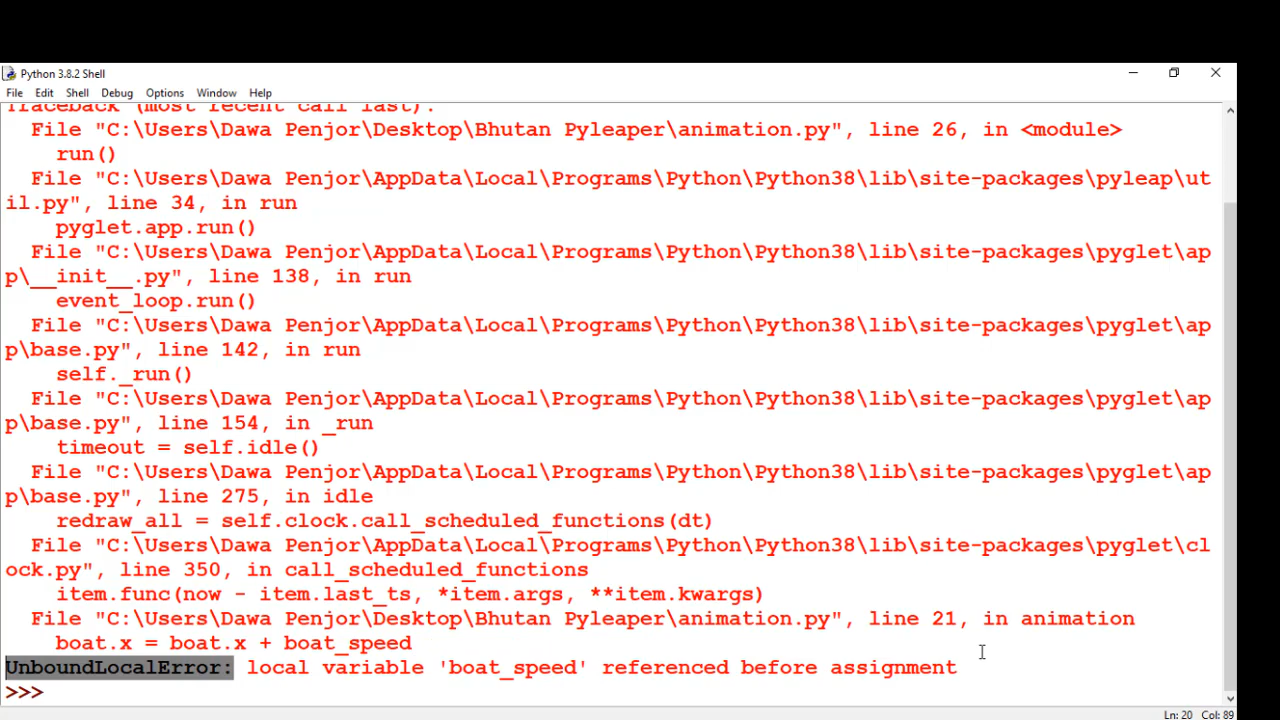 Python 3.8.2 Shell
File Edit Shell Debug Options Window Help
Traceback (most recent call last):
File "C:\Users\Dawa Penjor\Desktop\Bhutan Pyleaper\animation.py", line 26, in <module>
run()
File "C:\Users\Dawa Penjor\AppData\Local\Programs\Python\Python38\lib\site-packages\pyleap\ut
il.py", line 34, in run
pyglet.app.run()
File "C:\Users\Dawa Penjor\AppData\Local\Programs\Python\Python38\lib\site-packages\pyglet\ap
p\__init__.py", line 138, in run
event_loop.run()
File "C:\Users\Dawa Penjor\AppData\Local\Programs\Python\Python38\lib\site-packages\pyglet\ap
p\base.py", line 142, in run
self._run()
File "C:\Users\Dawa Penjor\AppData\Local\Programs\Python\Python38\lib\site-packages\pyglet\ap
p\base.py", line 154, in _run
timeout = self.idle()
File "C:\Users\Dawa Penjor\AppData\Local\Programs\Python\Python38\lib\site-packages\pyglet\ap
p\base.py", line 275, in idle
redraw_all = self.clock.call_scheduled_functions(dt)
File "C:\Users\Dawa Penjor\AppData\Local\Programs\Python\Python38\lib\site-packages\pyglet\cl
ock.py", line 350, in call_scheduled_functions
item.func(now - item.last_ts, *item.args, **item.kwargs)
File "C:\Users\Dawa Penjor\Desktop\Bhutan Pyleaper\animation.py", line 21, in animation
boat.x = boat.x + boat_speed
UnboundLocalError: local variable 'boat_speed' referenced before assignment
>>>
Ln: 20 Col: 89